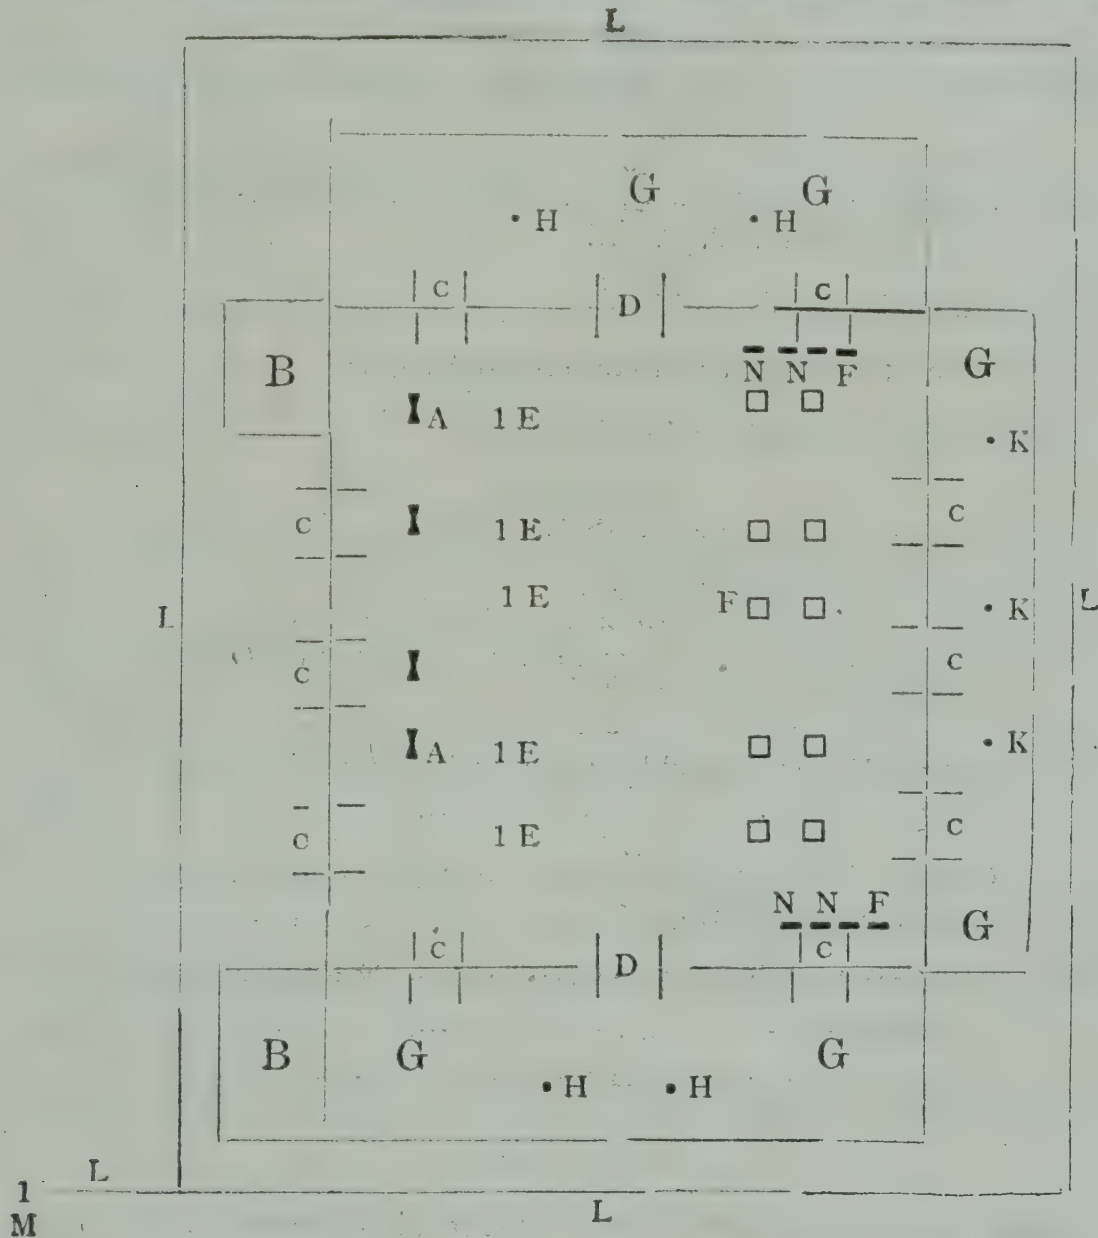 L
G G
• H • H
C D C
B N N F G
A 1 E • K
C 1 E C
1 E F • K
L L
C C
A 1 E • K
C 1 E C
N N F G
C D C
B G G
• H • H
L
1
M L